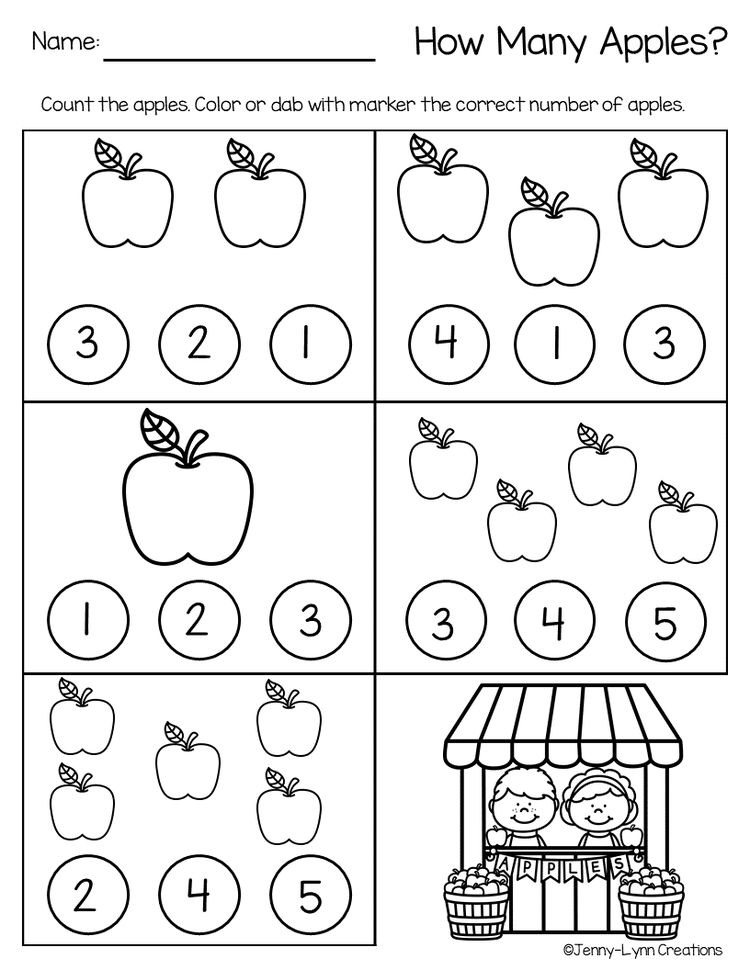 Name:
How Many Apples?
Count the apples. Color or dab with marker the correct number of apples.
3 2 1
4 1 3
1 2 3
3 4 5
2 4 5
APPLES
©Jenny-Lynn Creations